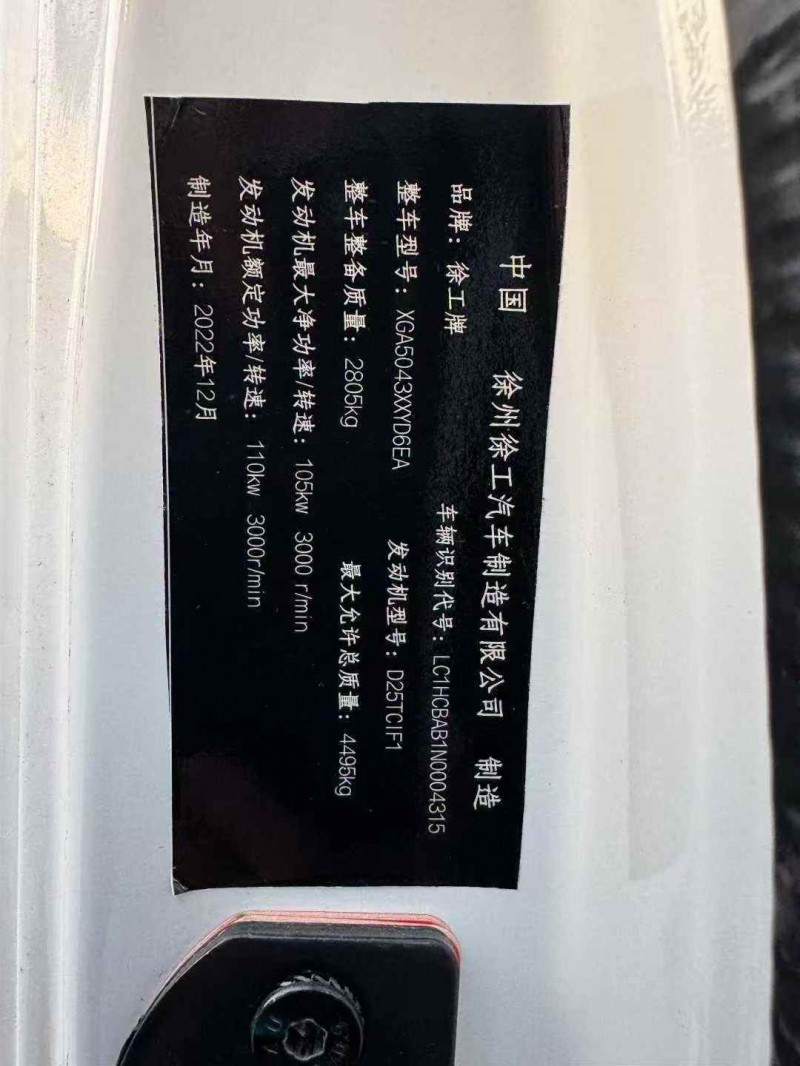 中国 徐州徐工汽车制造有限公司 制造
品牌：徐工牌 车辆识别代号：LC1HCBAB1N0004315
整车型号：XGA5043XXYD6EA 发动机型号：D25TCIF1
整车整备质量：2805kg 最大允许总质量：4495kg
发动机最大净功率/转速：105kw 3000 r/min
发动机额定功率/转速：110kw 3000r/min
制造年月：2022年12月